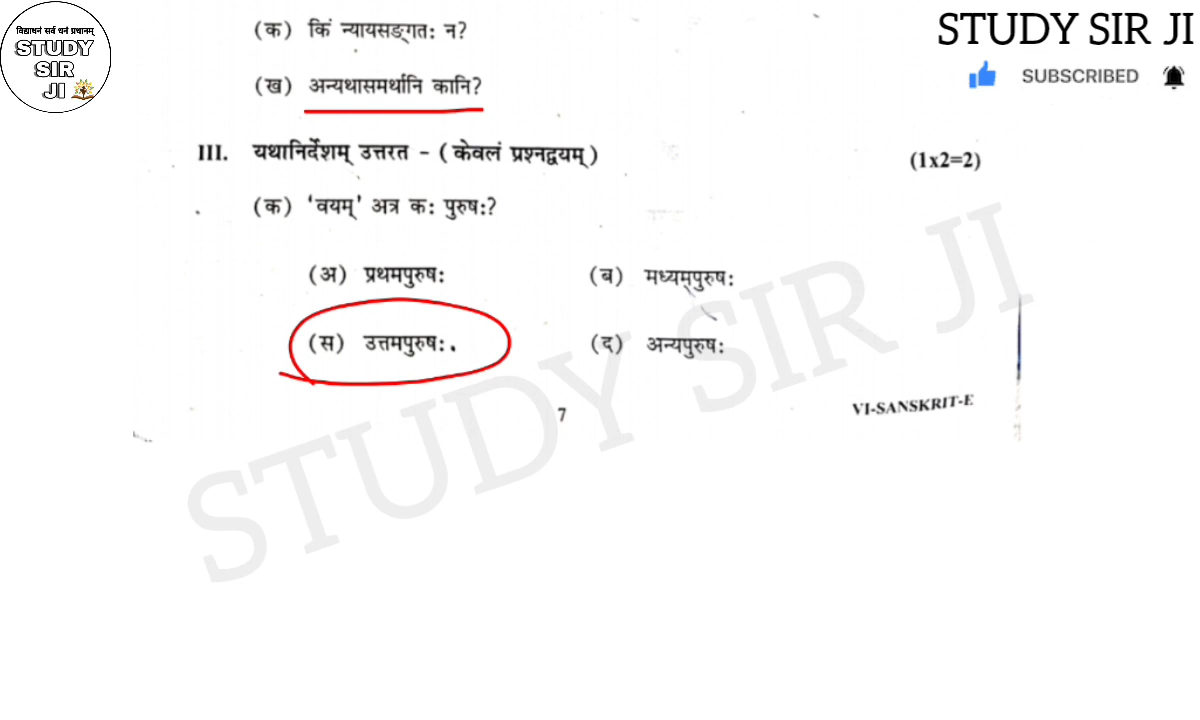 विद्याधनं सर्व धनं प्रधानम्
STUDY
SIR
JI
STUDY SIR JI
SUBSCRIBED
(क) किं न्यायसङ्गतः न?
(ख) अन्यथासमर्थानि कानि?
III. यथानिर्देशम् उत्तरत - (केवलं प्रश्नद्वयम्) (1x2=2)
(क) 'वयम्' अत्र कः पुरुषः?
(अ) प्रथमपुरुषः (ब) मध्यम्पुरुषः
(स) उत्तमपुरुषः. (द) अन्यपुरुषः
7 VI-SANSKRIT-E
STUDY SIR JI